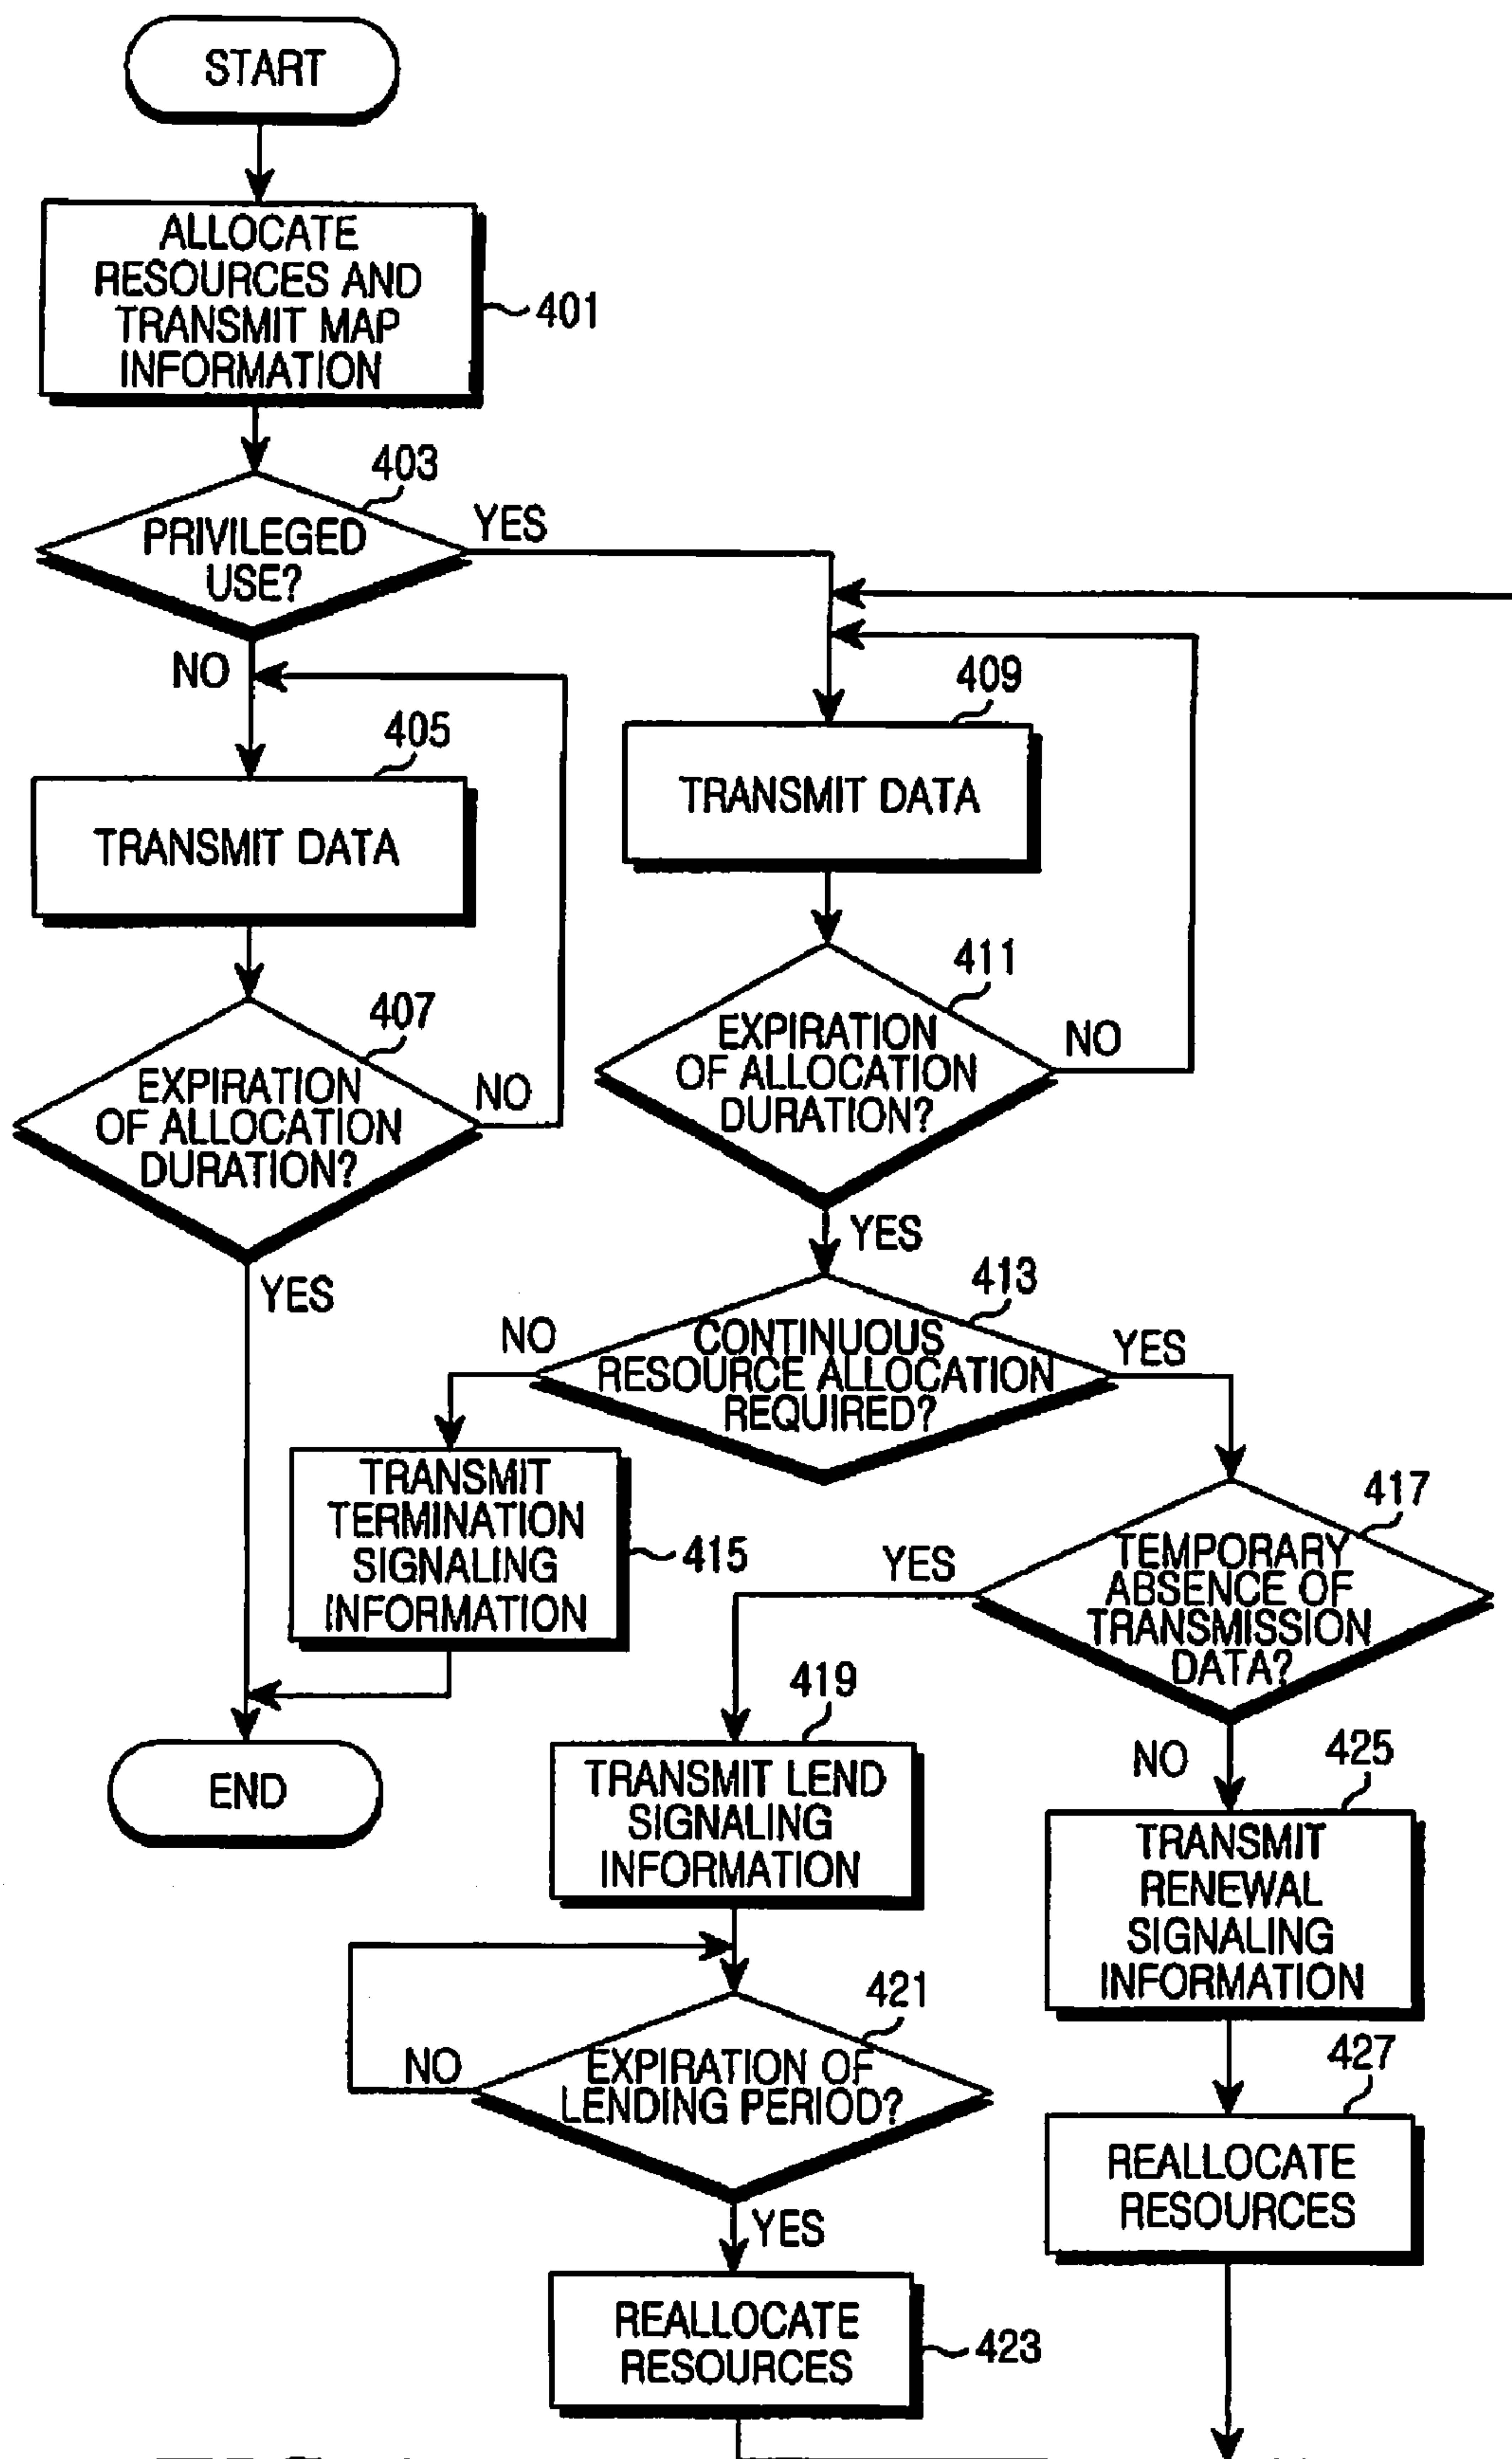 START
ALLOCATE
RESOURCES AND
TRANSMIT MAP
INFORMATION
401
403
PRIVILEGED
USE?
YES
NO
405
TRANSMIT DATA
407
EXPIRATION
OF ALLOCATION
DURATION?
NO
YES
409
TRANSMIT DATA
411
EXPIRATION
OF ALLOCATION
DURATION?
NO
YES
413
CONTINUOUS
RESOURCE ALLOCATION
REQUIRED?
NO
YES
TRANSMIT
TERMINATION
SIGNALING
INFORMATION
415
END
417
TEMPORARY
ABSENCE OF
TRANSMISSION
DATA?
YES
NO
419
TRANSMIT LEND
SIGNALING
INFORMATION
421
EXPIRATION OF
LENDING PERIOD?
NO
YES
REALLOCATE
RESOURCES
423
425
TRANSMIT
RENEWAL
SIGNALING
INFORMATION
427
REALLOCATE
RESOURCES